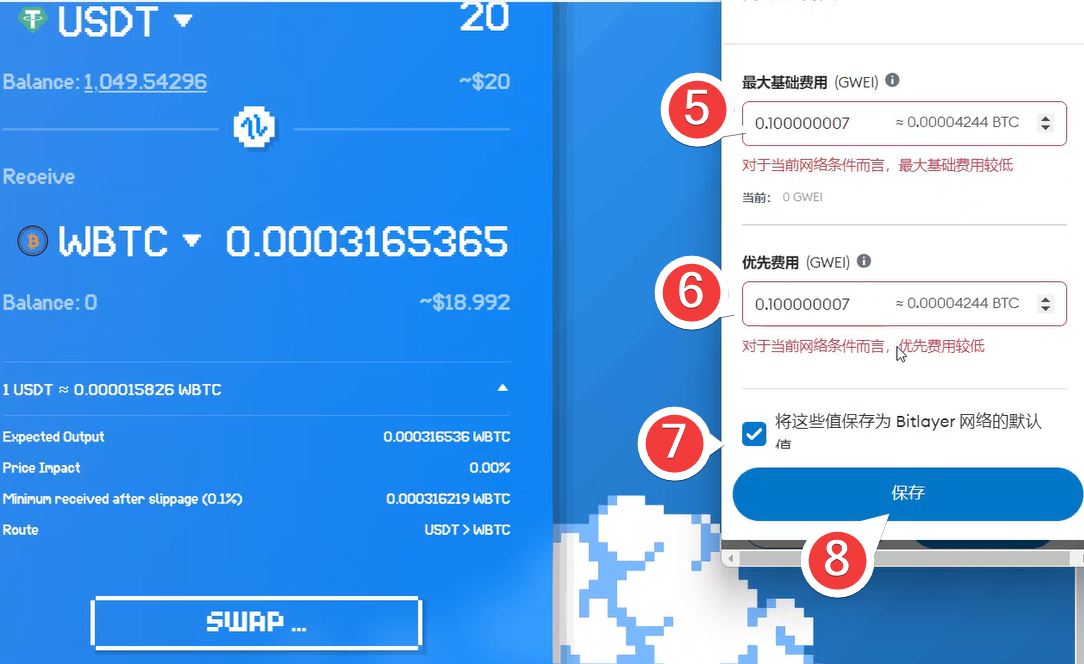 USDT
20
Balance: 1,049.54296
~$20
Receive
WBTC
0.0003165365
Balance: 0
~$18.992
1 USDT ≈ 0.000015826 WBTC
Expected Output
0.000316536 WBTC
Price Impact
0.00%
Minimum received after slippage (0.1%)
0.000316219 WBTC
Route
USDT > WBTC
SWAP ...
最大基础费用 (GWEI)
5
0.100000007
≈ 0.00004244 BTC
对于当前网络条件而言，最大基础费用较低
当前： 0 GWEI
优先费用 (GWEI)
6
0.100000007
≈ 0.00004244 BTC
对于当前网络条件而言，优先费用较低
7
将这些值保存为 Bitlayer 网络的默认
值
保存
8